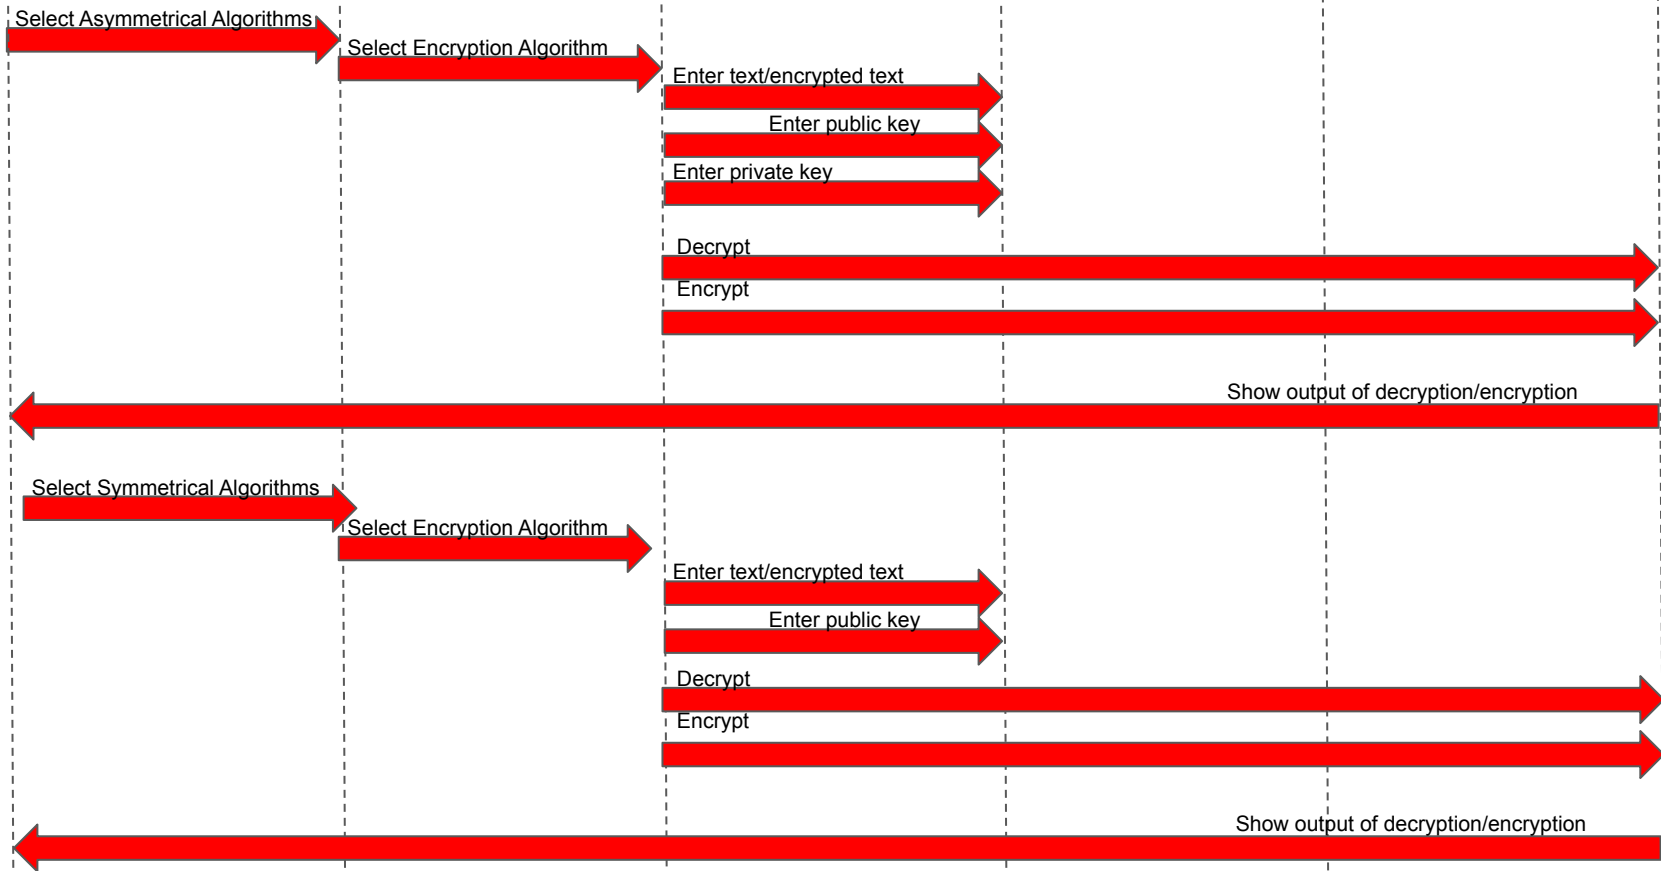 Select Asymmetrical Algorithms
Select Encryption Algorithm
Enter text/encrypted text
Enter public key
Enter private key
Decrypt
Encrypt
Show output of decryption/encryption
Select Symmetrical Algorithms
Select Encryption Algorithm
Enter text/encrypted text
Enter public key
Decrypt
Encrypt
Show output of decryption/encryption